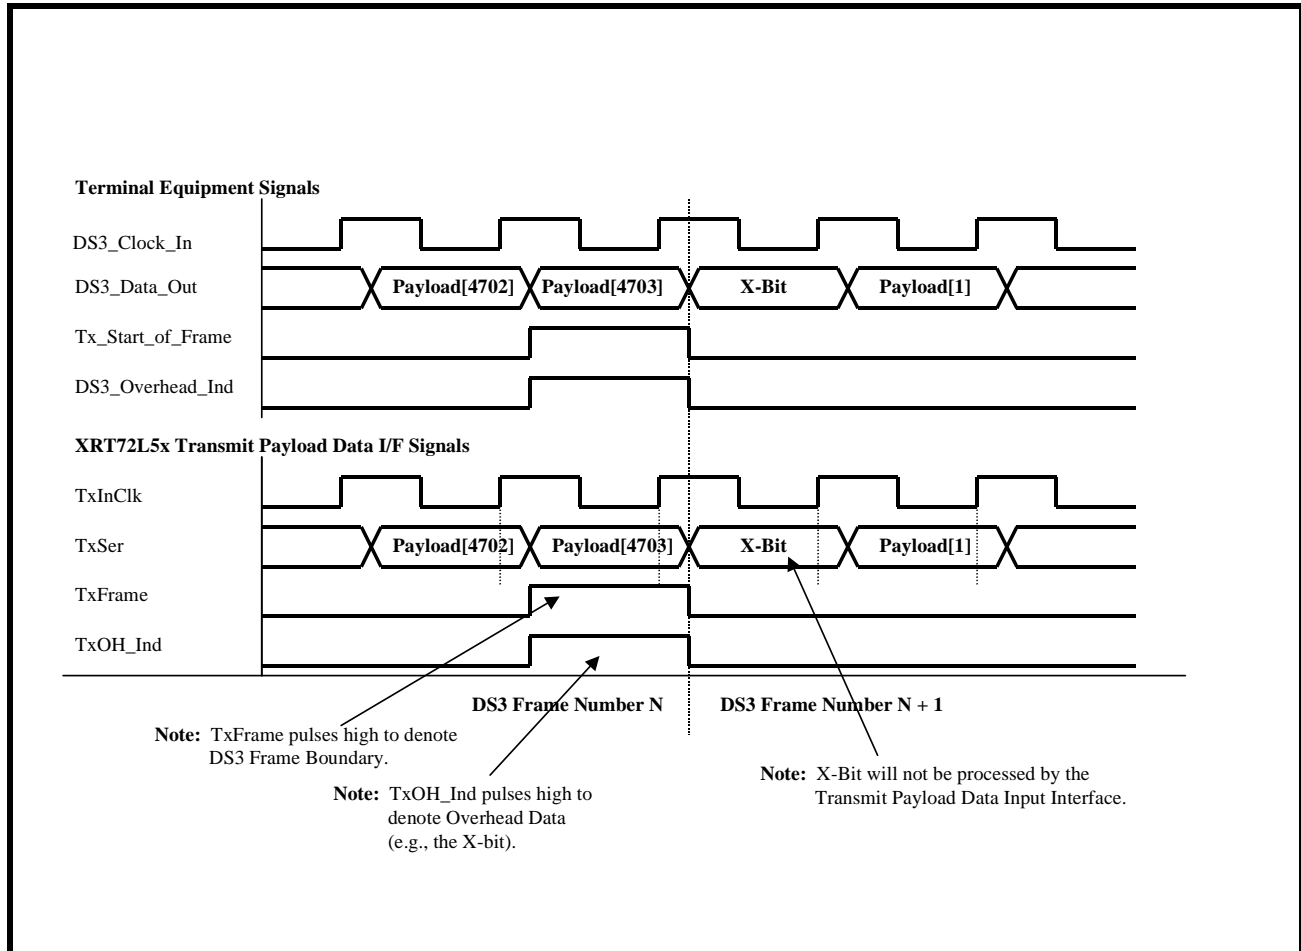 Terminal Equipment Signals
DS3_Clock_In
DS3_Data_Out Payload[4702] Payload[4703] X-Bit Payload[1]
Tx_Start_of_Frame
DS3_Overhead_Ind
XRT72L5x Transmit Payload Data I/F Signals
TxInClk
TxSer Payload[4702] Payload[4703] X-Bit Payload[1]
TxFrame
TxOH_Ind
DS3 Frame Number N DS3 Frame Number N + 1
Note: TxFrame pulses high to denote
DS3 Frame Boundary.
Note: TxOH_Ind pulses high to
denote Overhead Data
(e.g., the X-bit).
Note: X-Bit will not be processed by the
Transmit Payload Data Input Interface.